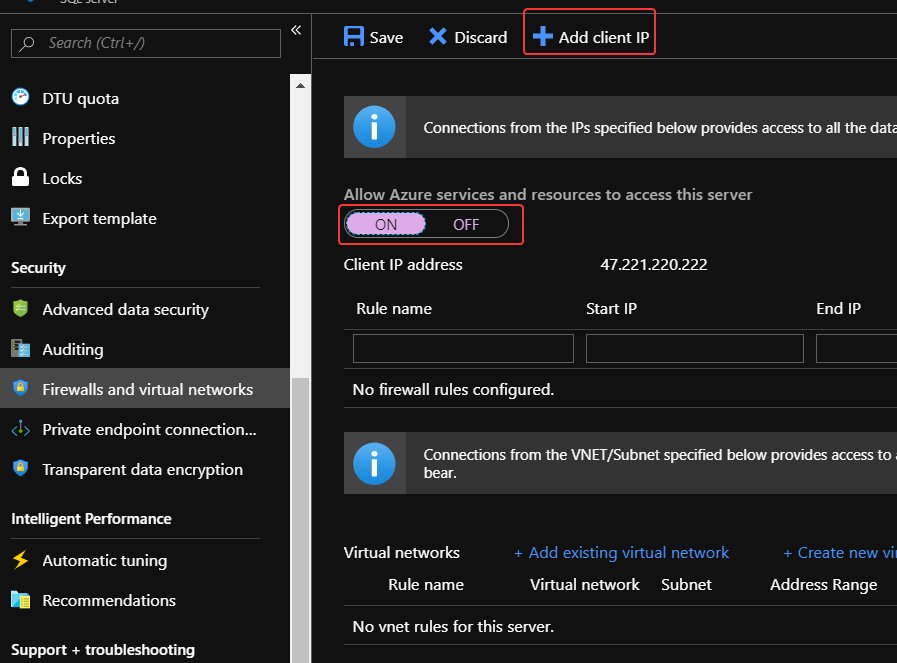 SQL server
Search (Ctrl+/)
«
Save
Discard
Add client IP
DTU quota
Properties
Locks
Export template
Security
Advanced data security
Auditing
Firewalls and virtual networks
Private endpoint connection...
Transparent data encryption
Intelligent Performance
Automatic tuning
Recommendations
Support + troubleshooting
Connections from the IPs specified below provides access to all the data
Allow Azure services and resources to access this server
ON OFF
Client IP address 47.221.220.222
Rule name Start IP End IP
No firewall rules configured.
Connections from the VNET/Subnet specified below provides access to a
bear.
Virtual networks + Add existing virtual network + Create new vi
Rule name Virtual network Subnet Address Range
No vnet rules for this server.